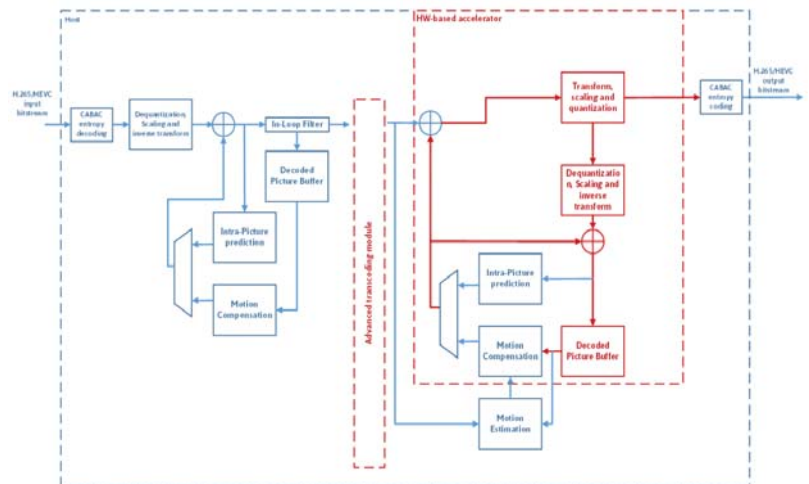 Host
HW-based accelerator
H.265/HEVC
input
bitstream
CABAC
entropy
decoding
Dequantization,
Scaling and
inverse transform
In-Loop Filter
Decoded
Picture Buffer
Intra-Picture
prediction
Motion
Compensation
Advanced transcoding module
Transform,
scaling and
quantization
Dequantizatio
n, Scaling and
inverse
transform
Intra-Picture
prediction
Motion
Compensation
Decoded
Picture Buffer
Motion
Estimation
CABAC
entropy
coding
H.265/HEVC
output
bitstream